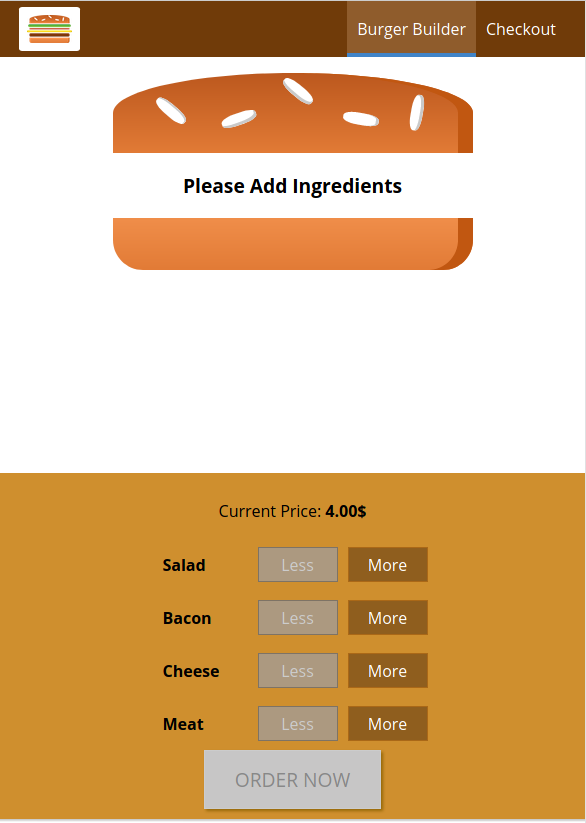 Burger Builder Checkout
Please Add Ingredients
Current Price: 4.00$
Salad Less More
Bacon Less More
Cheese Less More
Meat Less More
ORDER NOW